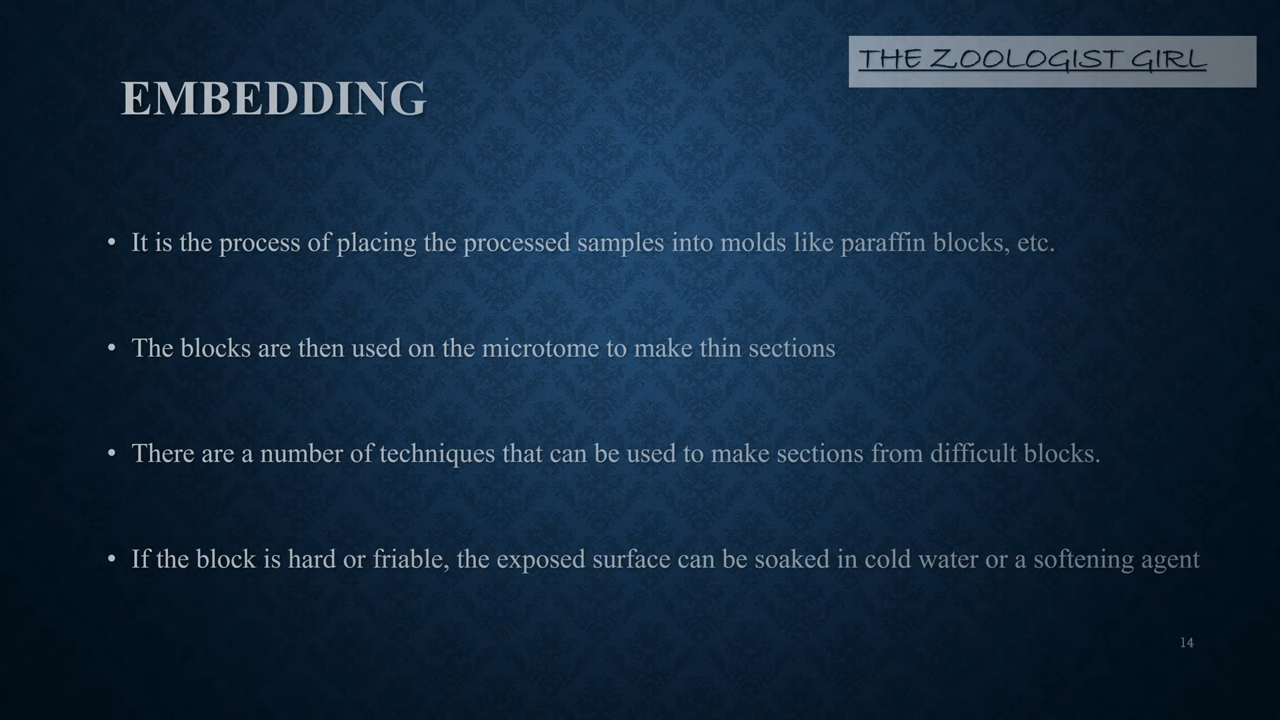 THE ZOOLOGIST GIRL
EMBEDDING
• It is the process of placing the processed samples into molds like paraffin blocks, etc.
• The blocks are then used on the microtome to make thin sections
• There are a number of techniques that can be used to make sections from difficult blocks.
• If the block is hard or friable, the exposed surface can be soaked in cold water or a softening agent
14